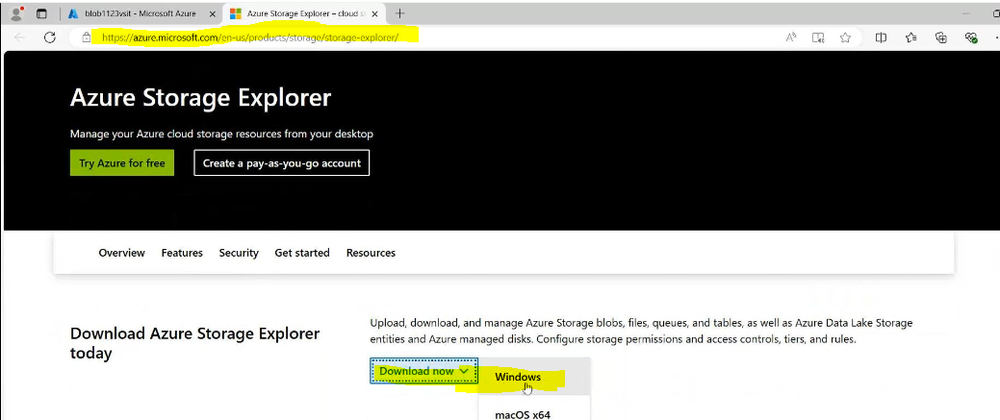 blob1123vsit - Microsoft Azure
Azure Storage Explorer – cloud s
https://azure.microsoft.com/en-us/products/storage/storage-explorer/
Azure Storage Explorer
Manage your Azure cloud storage resources from your desktop
Try Azure for free
Create a pay-as-you-go account
Overview Features Security Get started Resources
Download Azure Storage Explorer
today
Upload, download, and manage Azure Storage blobs, files, queues, and tables, as well as Azure Data Lake Storage
entities and Azure managed disks. Configure storage permissions and access controls, tiers, and rules.
Download now
Windows
macOS x64